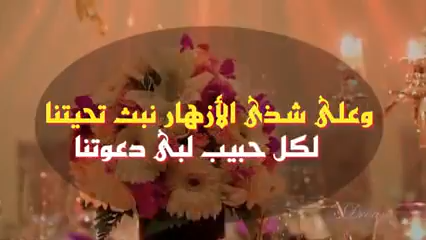 وعلى شذى الأزهار نبث تحيتنا
لكل حبيب لبى دعوتنا